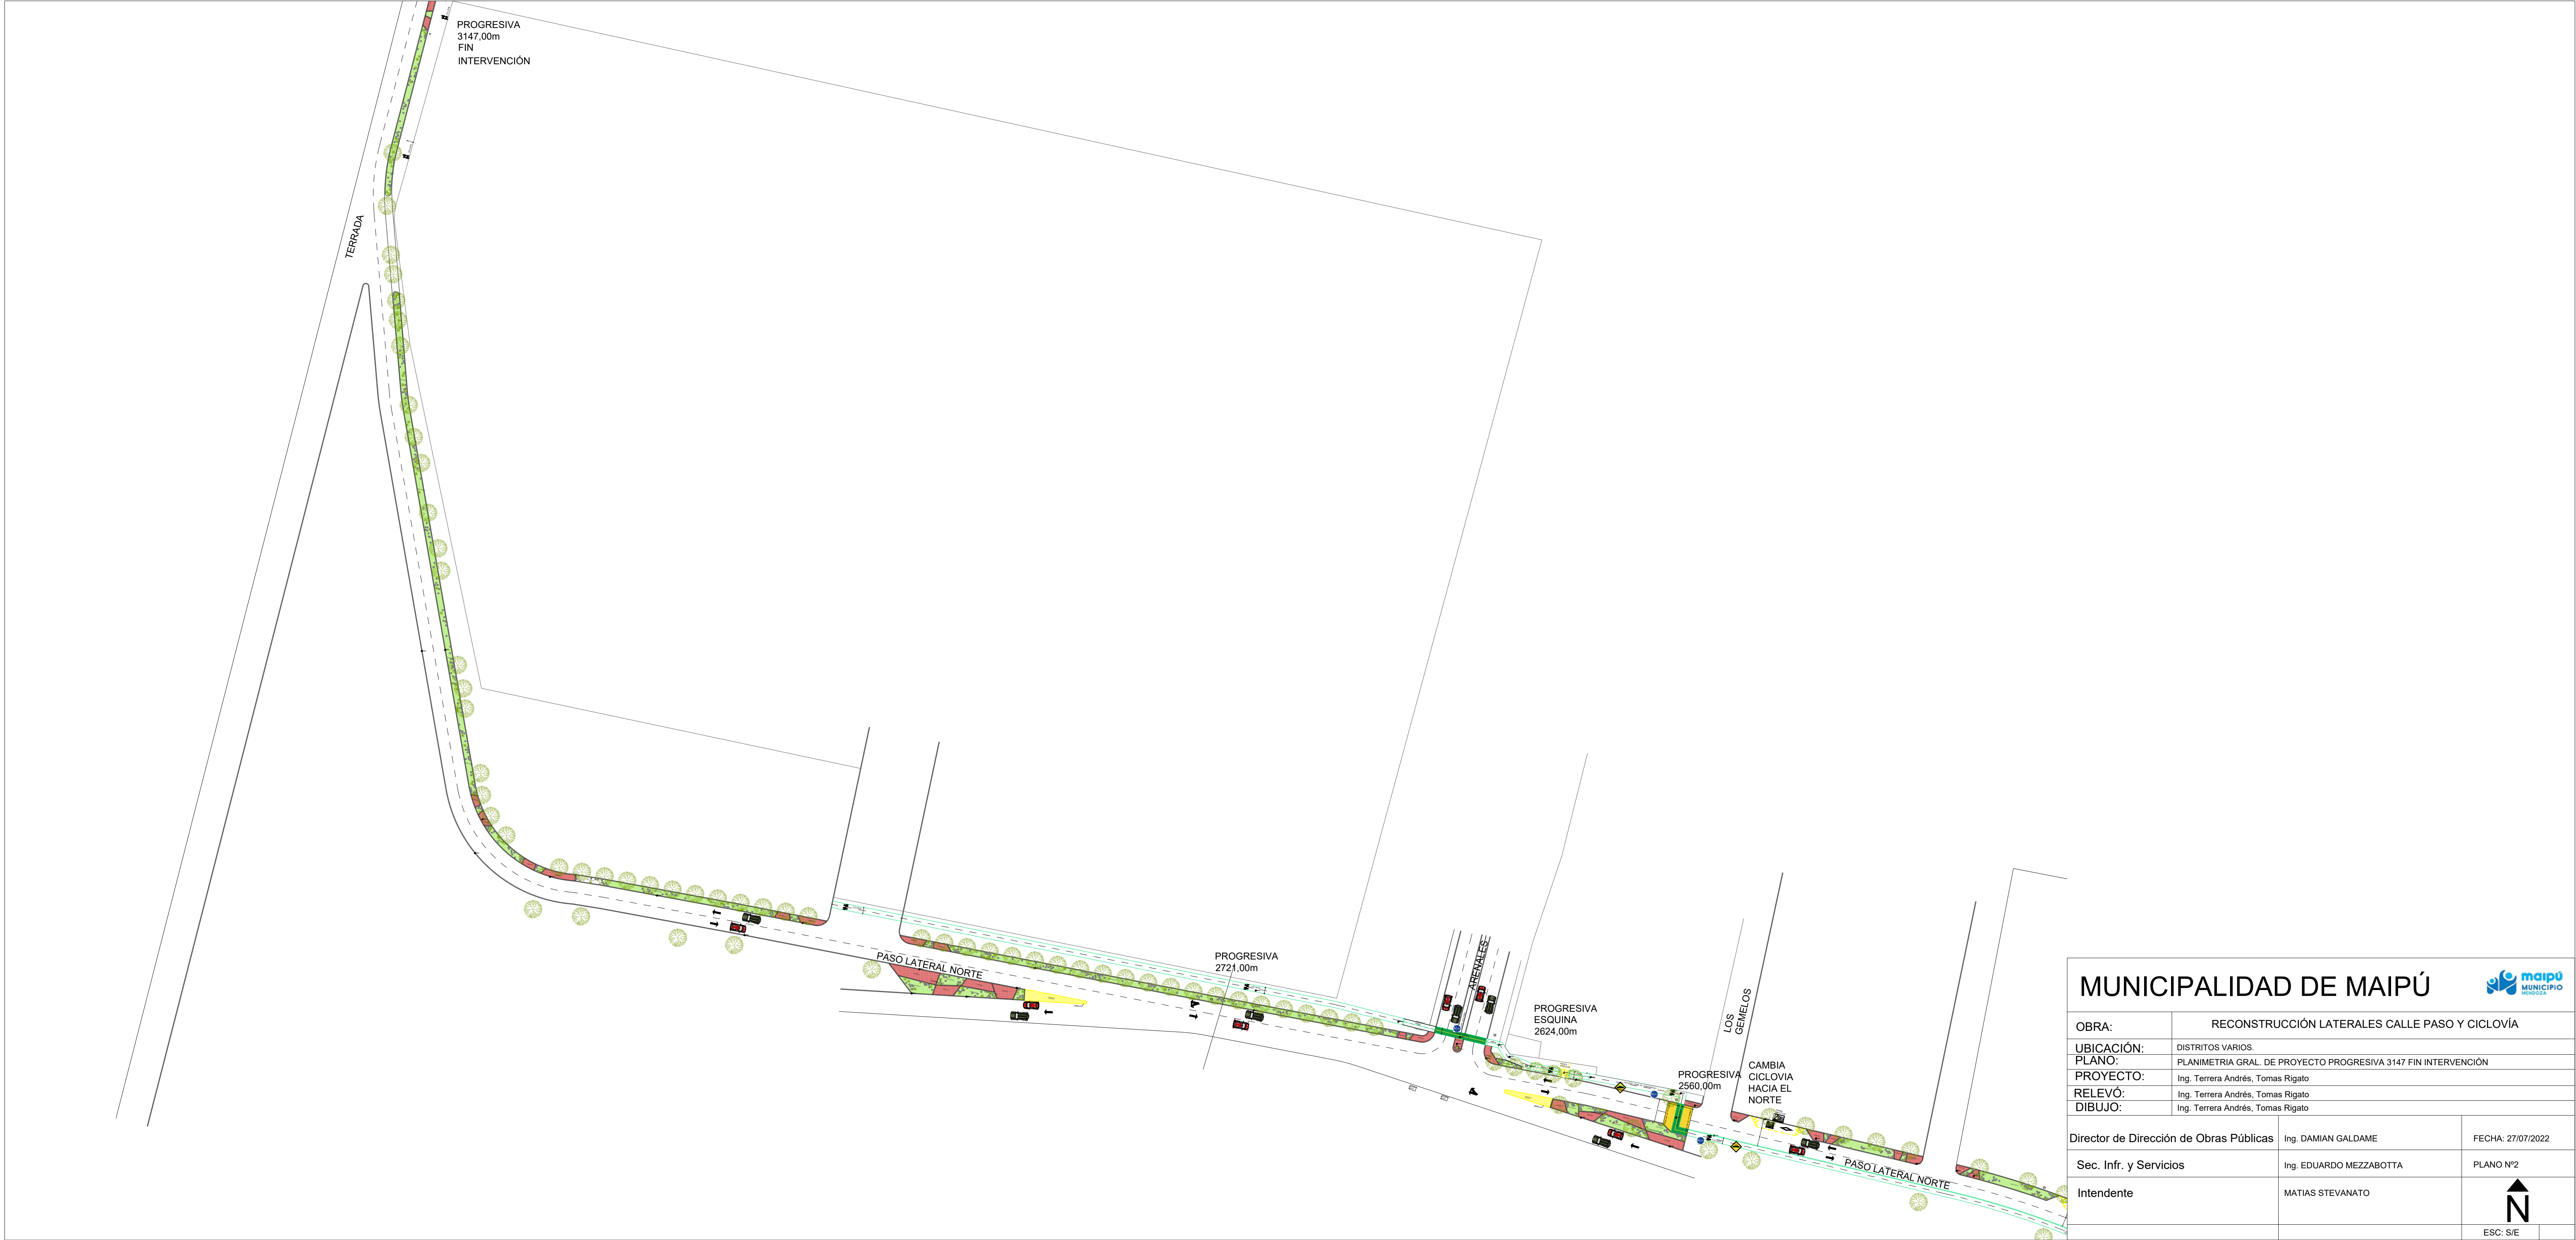 PROGRESIVA
3147,00m
FIN
INTERVENCIÓN
TERRADA
PASO LATERAL NORTE
PROGRESIVA
2721,00m
ARENALES
PROGRESIVA
ESQUINA
2624,00m
LOS
GEMELOS
PROGRESIVA
2560,00m
CAMBIA
CICLOVIA
HACIA EL
NORTE
PASO LATERAL NORTE
MUNICIPALIDAD DE MAIPÚ
maipú
MUNICIPIO
MENDOZA
OBRA: RECONSTRUCCIÓN LATERALES CALLE PASO Y CICLOVÍA
UBICACIÓN: DISTRITOS VARIOS.
PLANO: PLANIMETRIA GRAL. DE PROYECTO PROGRESIVA 3147 FIN INTERVENCIÓN
PROYECTO: Ing. Terrera Andrés, Tomas Rigato
RELEVÓ: Ing. Terrera Andrés, Tomas Rigato
DIBUJO: Ing. Terrera Andrés, Tomas Rigato
Director de Dirección de Obras Públicas Ing. DAMIAN GALDAME FECHA: 27/07/2022
Sec. Infr. y Servicios Ing. EDUARDO MEZZABOTTA PLANO Nº2
Intendente MATIAS STEVANATO
N
ESC: S/E